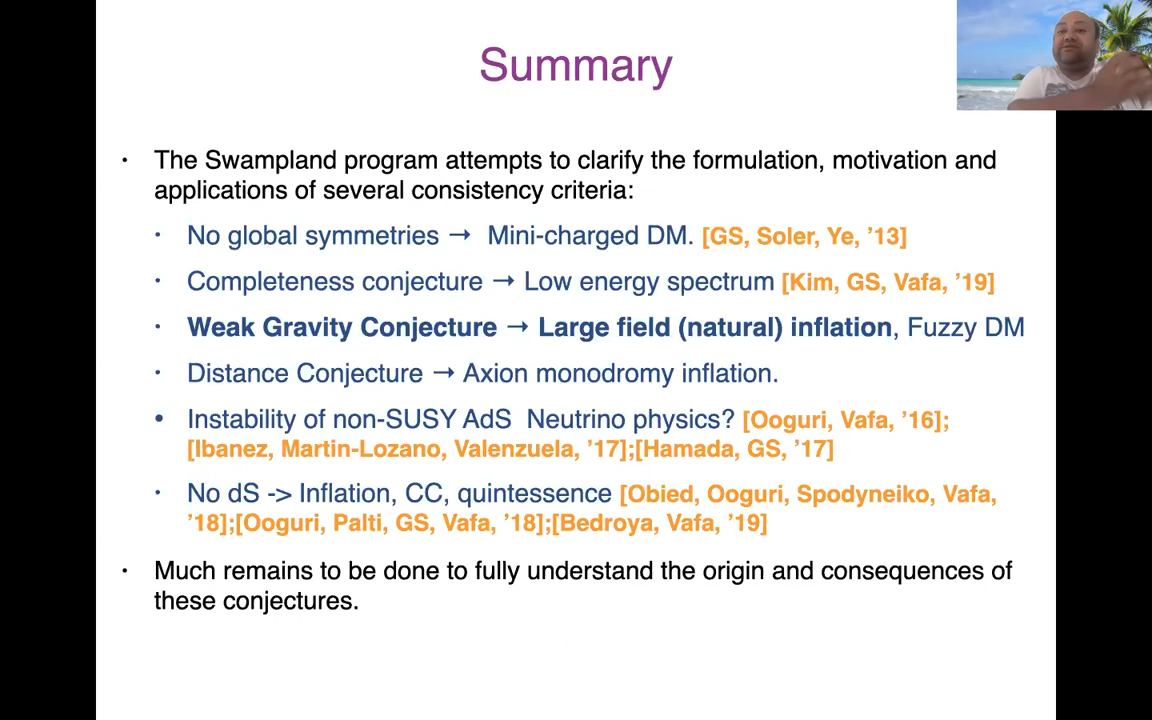 Summary
· The Swampland program attempts to clarify the formulation, motivation and
applications of several consistency criteria:
· No global symmetries → Mini-charged DM. [GS, Soler, Ye, ’13]
· Completeness conjecture → Low energy spectrum [Kim, GS, Vafa, ’19]
· Weak Gravity Conjecture → Large field (natural) inflation, Fuzzy DM
· Distance Conjecture → Axion monodromy inflation.
• Instability of non-SUSY AdS Neutrino physics? [Ooguri, Vafa, ’16];
[Ibanez, Martin-Lozano, Valenzuela, ’17];[Hamada, GS, ’17]
· No dS -> Inflation, CC, quintessence [Obied, Ooguri, Spodyneiko, Vafa,
’18];[Ooguri, Palti, GS, Vafa, ’18];[Bedroya, Vafa, ’19]
· Much remains to be done to fully understand the origin and consequences of
these conjectures.